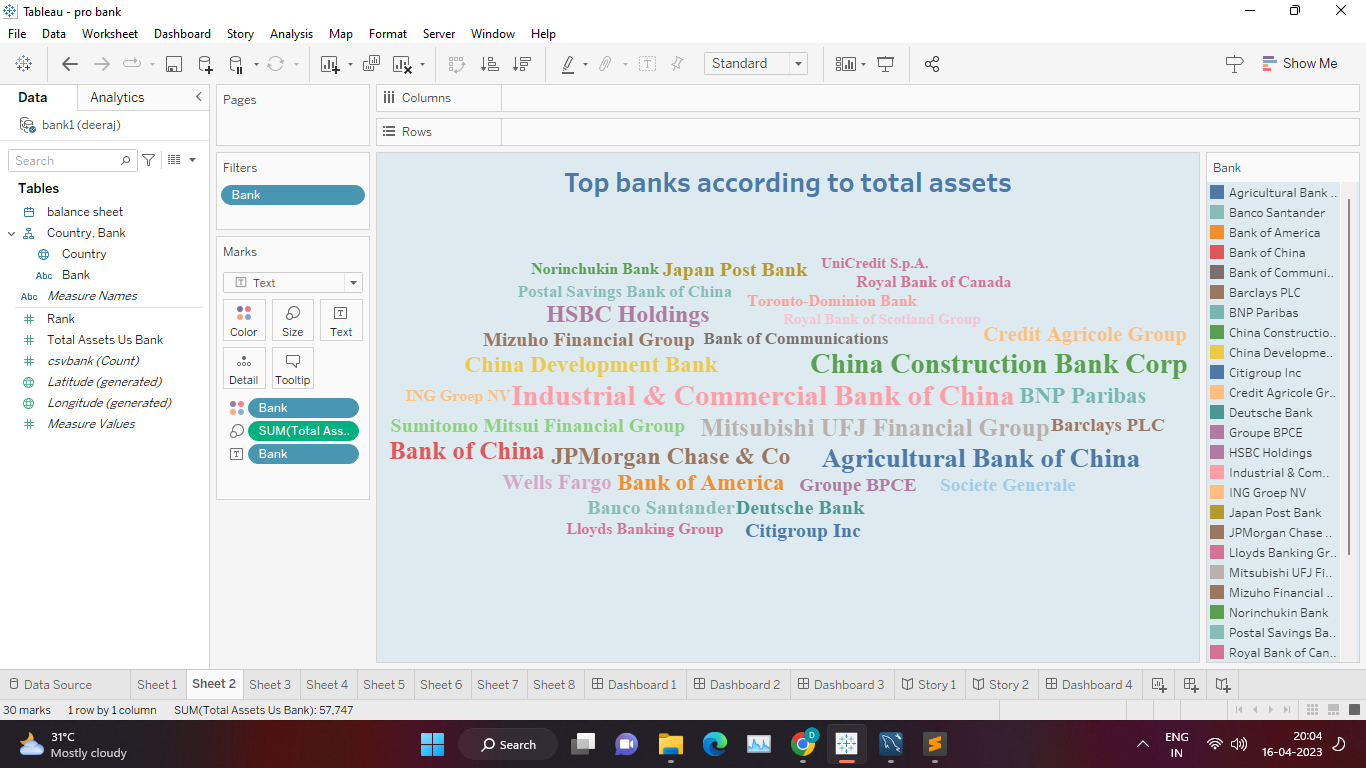 Tableau - pro bank
File Data Worksheet Dashboard Story Analysis Map Format Server Window Help
Standard
Show Me
Data Analytics
bank1 (deeraj)
Search
Tables
balance sheet
Country, Bank
Country
Abc Bank
Abc Measure Names
Rank
Total Assets Us Bank
csvbank (Count)
Latitude (generated)
Longitude (generated)
Measure Values
Pages
Filters
Bank
Marks
Text
Color Size Text
Detail Tooltip
Bank
SUM(Total Ass..
Bank
Columns
Rows
Top banks according to total assets
Norinchukin Bank Japan Post Bank UniCredit S.p.A.
Royal Bank of Canada
Postal Savings Bank of China Toronto-Dominion Bank
HSBC Holdings Royal Bank of Scotland Group
Mizuho Financial Group Bank of Communications Credit Agricole Group
China Development Bank China Construction Bank Corp
ING Groep NV Industrial & Commercial Bank of China BNP Paribas
Sumitomo Mitsui Financial Group Mitsubishi UFJ Financial Group Barclays PLC
Bank of China JPMorgan Chase & Co Agricultural Bank of China
Wells Fargo Bank of America Groupe BPCE Societe Generale
Banco Santander Deutsche Bank
Lloyds Banking Group Citigroup Inc
Bank
Agricultural Bank ..
Banco Santander
Bank of America
Bank of China
Bank of Communi..
Barclays PLC
BNP Paribas
China Constructio..
China Developme..
Citigroup Inc
Credit Agricole Gr..
Deutsche Bank
Groupe BPCE
HSBC Holdings
Industrial & Com..
ING Groep NV
Japan Post Bank
JPMorgan Chase ..
Lloyds Banking Gr..
Mitsubishi UFJ Fi..
Mizuho Financial ..
Norinchukin Bank
Postal Savings Ba..
Royal Bank of Can..
Data Source Sheet 1 Sheet 2 Sheet 3 Sheet 4 Sheet 5 Sheet 6 Sheet 7 Sheet 8 Dashboard 1 Dashboard 2 Dashboard 3 Story 1 Story 2 Dashboard 4
30 marks 1 row by 1 column SUM(Total Assets Us Bank): 57,747
31°C
Mostly cloudy
Search
D
ENG
IN
20:04
16-04-2023